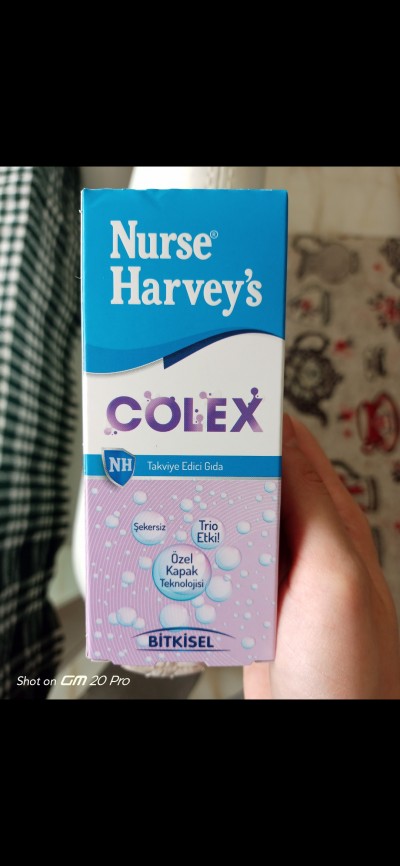 Nurse®
Harvey's
COLEX
NH
Takviye Edici Gıda
Şekersiz
Trio
Etki!
Özel
Kapak
Teknolojisi
BİTKİSEL
Shot on GM 20 Pro